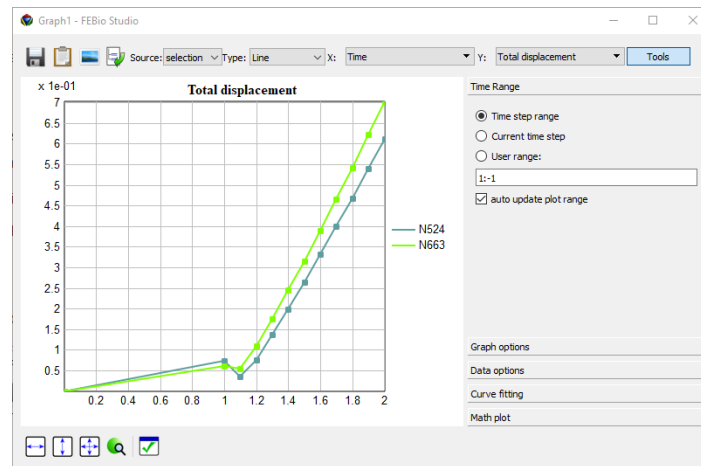 Graph1 - FEBio Studio
Source: selection Type: Line X: Time Y: Total displacement Tools
x 1e-01
Total displacement
7
6.5
6
5.5
5
4.5
4
3.5
3
2.5
2
1.5
1
0.5
0.2 0.4 0.6 0.8 1 1.2 1.4 1.6 1.8 2
N524
N663
Time Range
Time step range
Current time step
User range:
1:-1
auto update plot range
Graph options
Data options
Curve fitting
Math plot